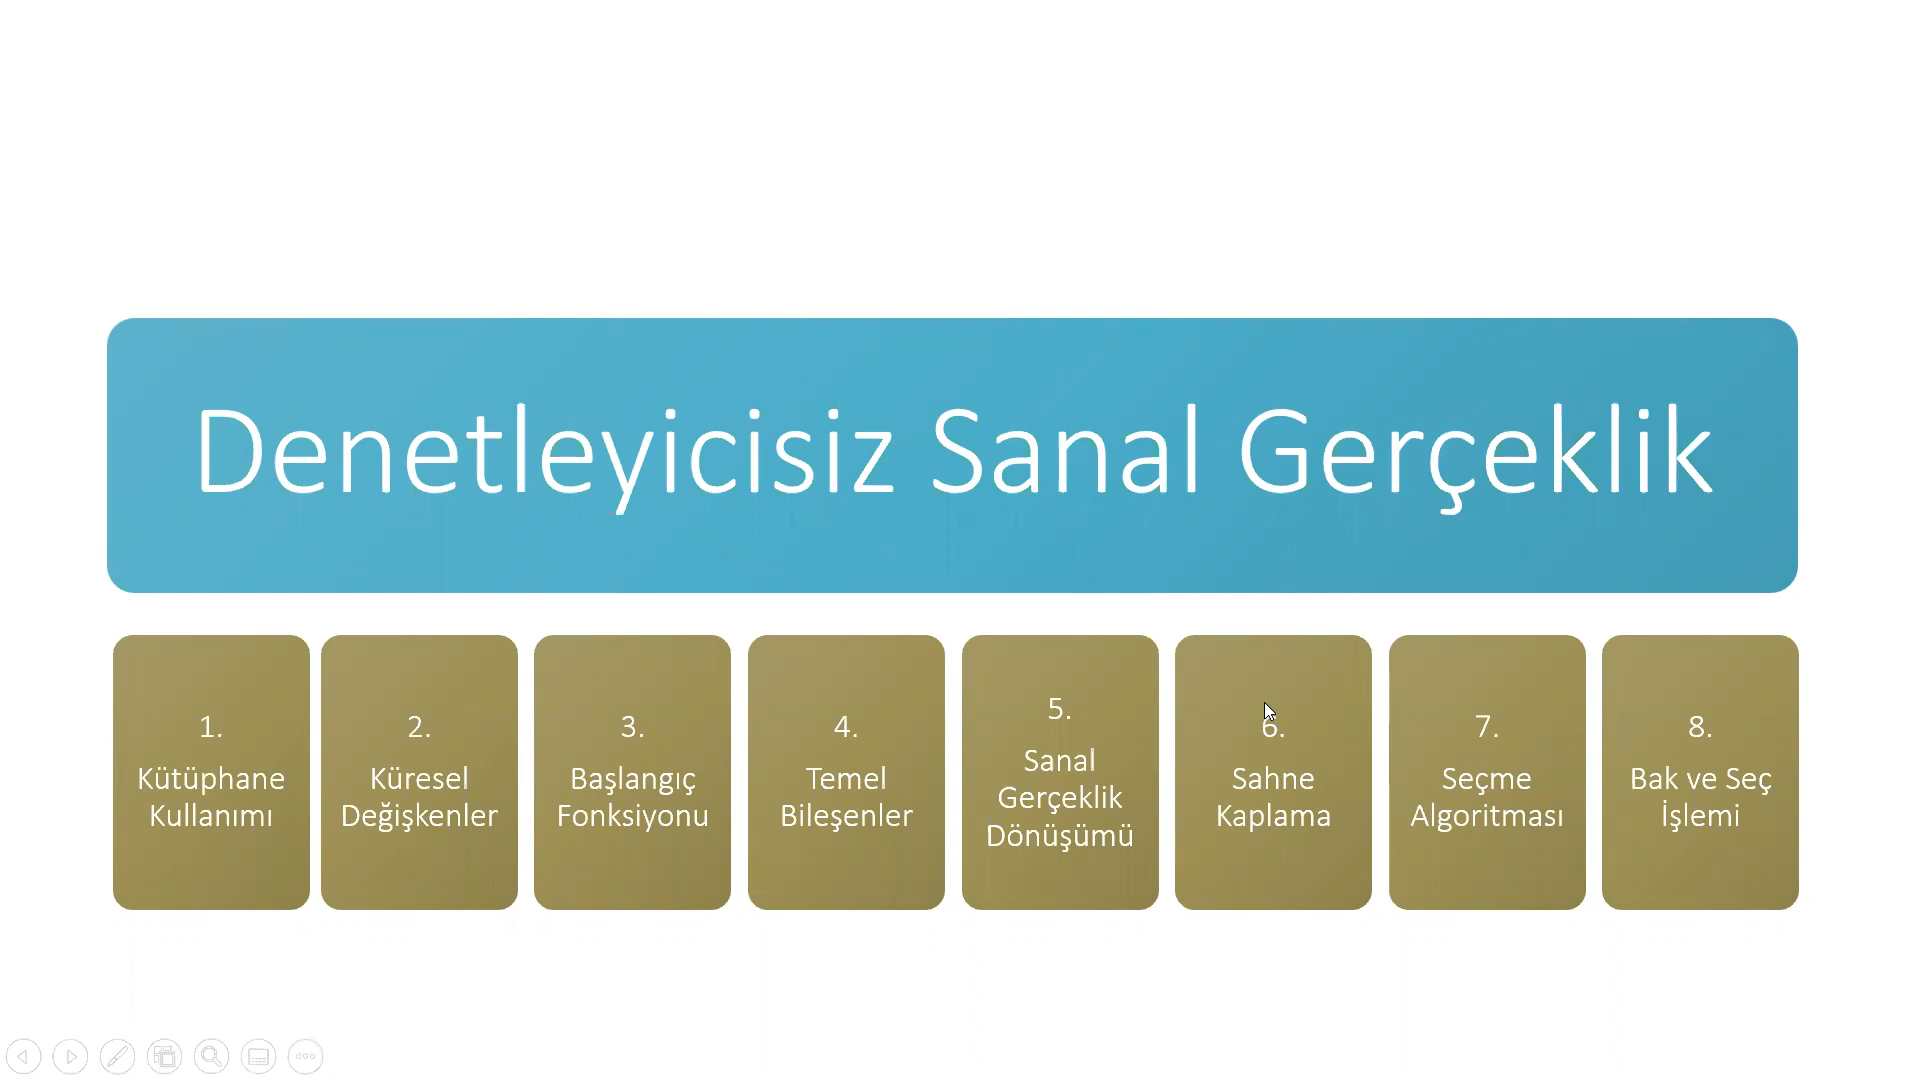 Denetleyicisiz Sanal Gerçeklik
1.
Kütüphane
Kullanımı
2.
Küresel
Değişkenler
3.
Başlangıç
Fonksiyonu
4.
Temel
Bileşenler
5.
Sanal
Gerçeklik
Dönüşümü
6.
Sahne
Kaplama
7.
Seçme
Algoritması
8.
Bak ve Seç
İşlemi